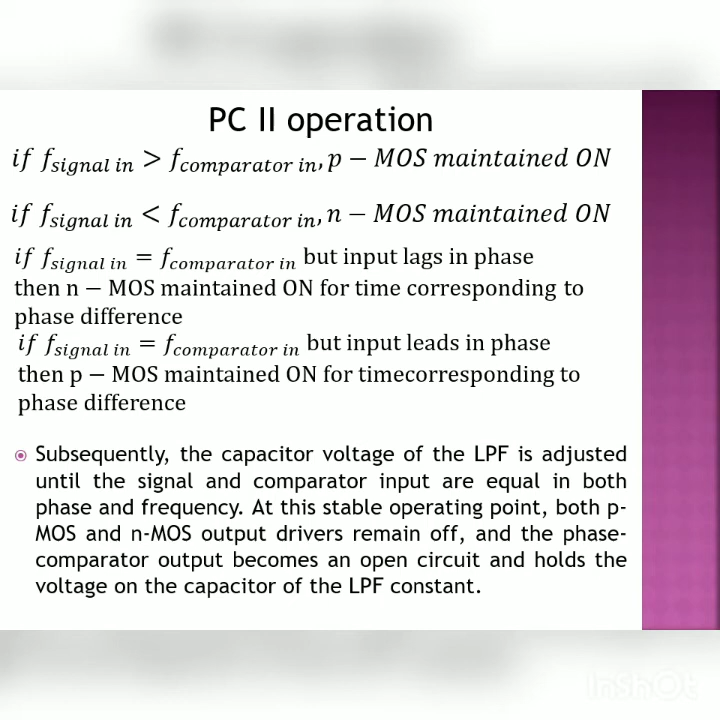 PC II operation
if f_signal in > f_comparator in, p − MOS maintained ON
if f_signal in < f_comparator in, n − MOS maintained ON
if f_signal in = f_comparator in but input lags in phase
then n − MOS maintained ON for time corresponding to
phase difference
if f_signal in = f_comparator in but input leads in phase
then p − MOS maintained ON for timecorresponding to
phase difference
Subsequently, the capacitor voltage of the LPF is adjusted
until the signal and comparator input are equal in both
phase and frequency. At this stable operating point, both p-
MOS and n-MOS output drivers remain off, and the phase-
comparator output becomes an open circuit and holds the
voltage on the capacitor of the LPF constant.
InShOt